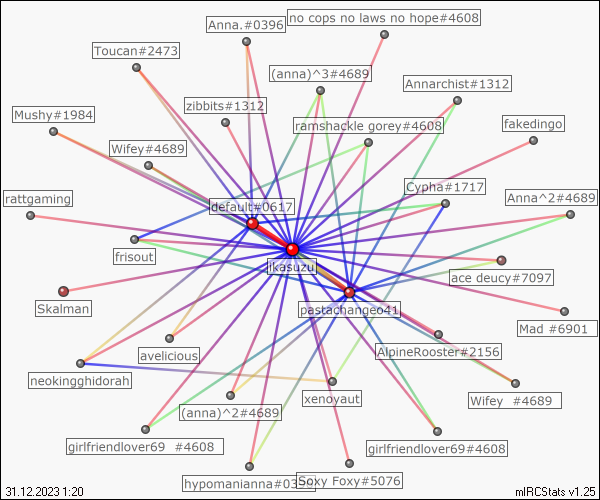 no cops no laws no hope#4608
Anna.#0396
Toucan#2473
(anna)^3#4689
Annarchist#1312
zibbits#1312
Mushy#1984
ramshackle gorey#4608
fakedingo
Wifey#4689
Cypha#1717
rattgaming
default#0617
Anna^2#4689
frisout
jkasuzu
ace deucy#7097
Skalman
pastachangeo41
Mad #6901
avelicious
AlpineRooster#2156
neokingghidorah
xenoyaut
Wifey #4689
(anna)^2#4689
girlfriendlover69 #4608
girlfriendlover69#4608
hypomanianna#03
Soxy Foxy#5076
31.12.2023 1:20
mIRCStats v1.25